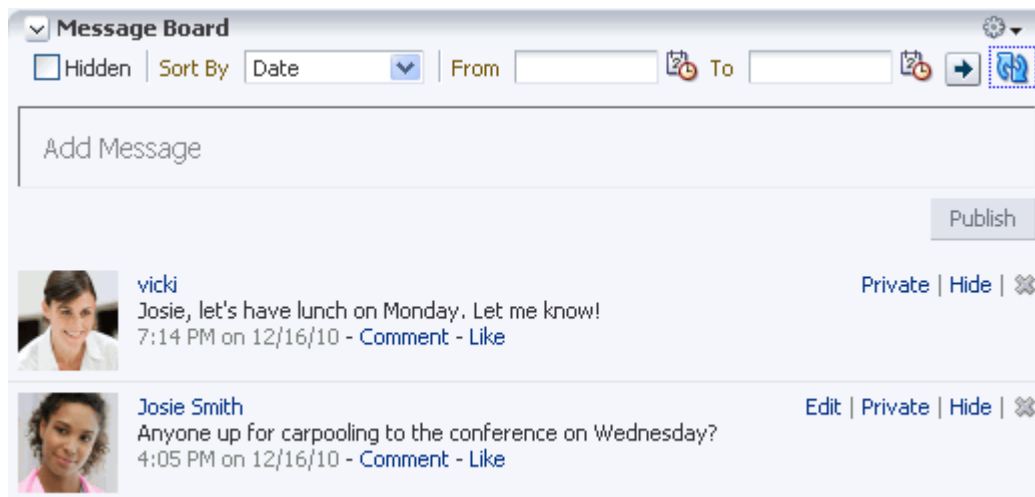 Message Board
Hidden | Sort By Date | From To
Add Message
Publish
vicki Private | Hide |
Josie, let's have lunch on Monday. Let me know!
7:14 PM on 12/16/10 - Comment - Like
Josie Smith Edit | Private | Hide |
Anyone up for carpooling to the conference on Wednesday?
4:05 PM on 12/16/10 - Comment - Like